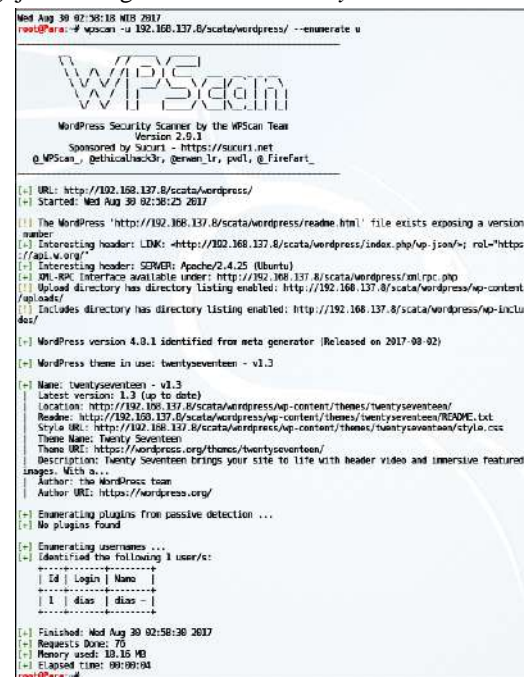 Wed Aug 30 02:58:18 WIB 2017
root@Para:~# wpscan -u 192.168.137.8/scata/wordpress/ --enumerate u
WPScan
WordPress Security Scanner by the WPScan Team
Version 2.9.1
Sponsored by Sucuri - https://sucuri.net
@_WPScan_, @ethicalhack3r, @erwan_lr, pvdl, @_FireFart_
[+] URL: http://192.168.137.8/scata/wordpress/
[+] Started: Wed Aug 30 02:58:25 2017
[!] The WordPress 'http://192.168.137.8/scata/wordpress/readme.html' file exists exposing a version
number
[+] Interesting header: LINK: <http://192.168.137.8/scata/wordpress/index.php/wp-json/>; rel="https
://api.w.org/"
[+] Interesting header: SERVER: Apache/2.4.25 (Ubuntu)
[+] XML-RPC Interface available under: http://192.168.137.8/scata/wordpress/xmlrpc.php
[!] Upload directory has directory listing enabled: http://192.168.137.8/scata/wordpress/wp-content
/uploads/
[!] Includes directory has directory listing enabled: http://192.168.137.8/scata/wordpress/wp-inclu
des/
[+] WordPress version 4.8.1 identified from meta generator (Released on 2017-08-02)
[+] WordPress theme in use: twentyseventeen - v1.3
[+] Name: twentyseventeen - v1.3
| Latest version: 1.3 (up to date)
| Location: http://192.168.137.8/scata/wordpress/wp-content/themes/twentyseventeen/
| Readme: http://192.168.137.8/scata/wordpress/wp-content/themes/twentyseventeen/README.txt
| Style URL: http://192.168.137.8/scata/wordpress/wp-content/themes/twentyseventeen/style.css
| Theme Name: Twenty Seventeen
| Theme URI: https://wordpress.org/themes/twentyseventeen/
| Description: Twenty Seventeen brings your site to life with header video and immersive featured
images. With a...
| Author: the WordPress team
| Author URI: https://wordpress.org/
[+] Enumerating plugins from passive detection ...
[+] No plugins found
[+] Enumerating usernames ...
[+] Identified the following 1 user/s:
| Id | Login | Name |
| 1 | dias | dias – |
[+] Finished: Wed Aug 30 02:58:30 2017
[+] Requests Done: 76
[+] Memory used: 18.16 MB
[+] Elapsed time: 00:00:04
root@Para:~#